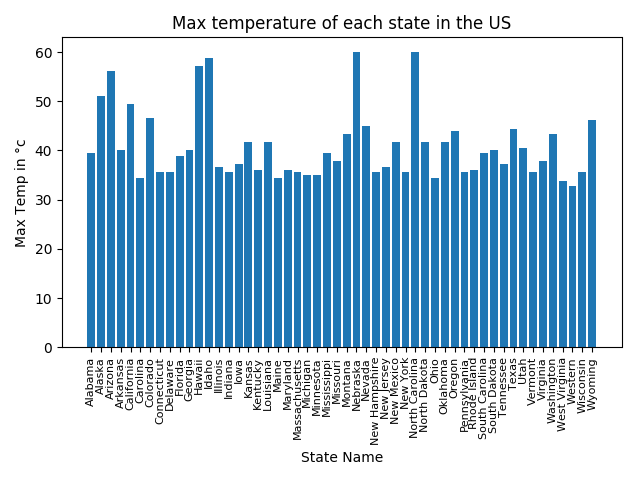 Max temperature of each state in the US
60
50
40
30
20
10
0
Max Temp in °c
Alabama
Alaska
Arizona
Arkansas
California
Carolina
Colorado
Connecticut
Delaware
Florida
Georgia
Hawaii
Idaho
Illinois
Indiana
Iowa
Kansas
Kentucky
Louisiana
Maine
Maryland
Massachusetts
Michigan
Minnesota
Mississippi
Missouri
Montana
Nebraska
Nevada
New Hampshire
New Jersey
New Mexico
New York
North Carolina
North Dakota
Ohio
Oklahoma
Oregon
Pennsylvania
Rhode Island
South Carolina
South Dakota
Tennessee
Texas
Utah
Vermont
Virginia
Washington
West Virginia
Western
Wisconsin
Wyoming
State Name